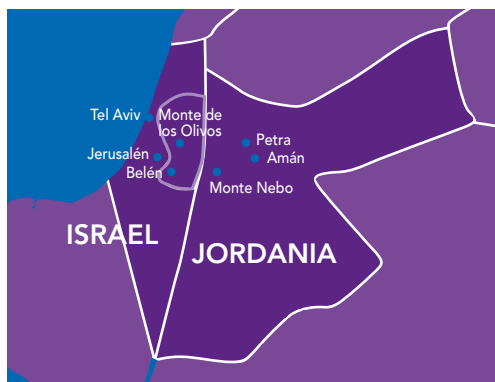 Tel Aviv
Monte de
los Olivos
Petra
Jerusalén
Amán
Belén
Monte Nebo
ISRAEL
JORDANIA